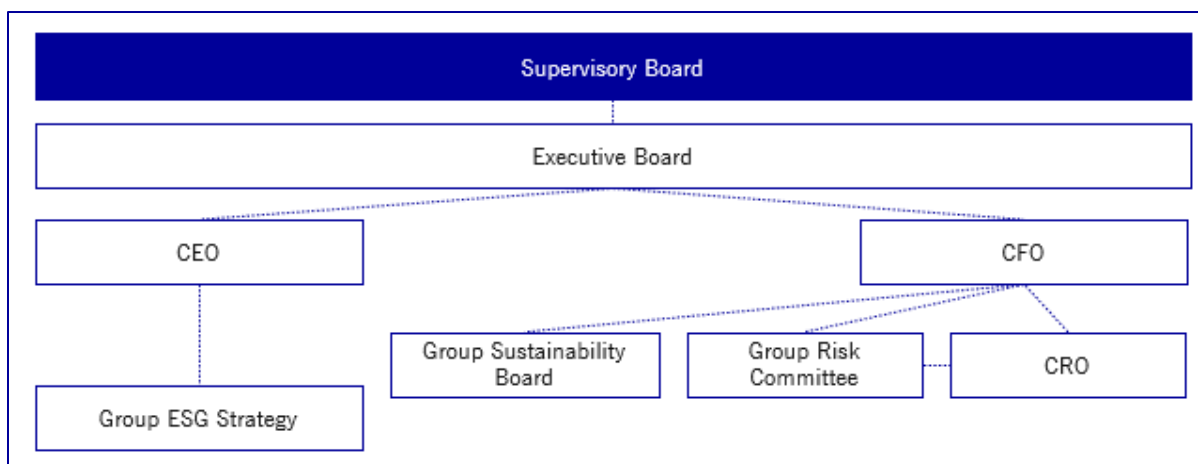 Supervisory Board
Executive Board
CEO
CFO
Group Sustainability
Board
Group Risk
Committee
CRO
Group ESG Strategy